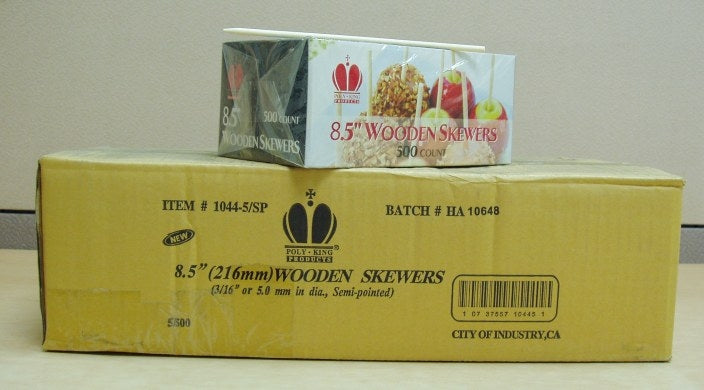 POLY · KING
PRODUCTS
8.5" WOODEN SKEWERS
500 COUNT
8.5"
500 COUNT
WOODEN SKEWERS
ITEM # 1044-5/SP
BATCH # HA 10648
NEW
POLY · KING®
PRODUCTS
8.5” (216mm) WOODEN SKEWERS
(3/16” or 5.0 mm in dia., Semi-pointed)
1 07 37557 10445 1
CITY OF INDUSTRY,CA